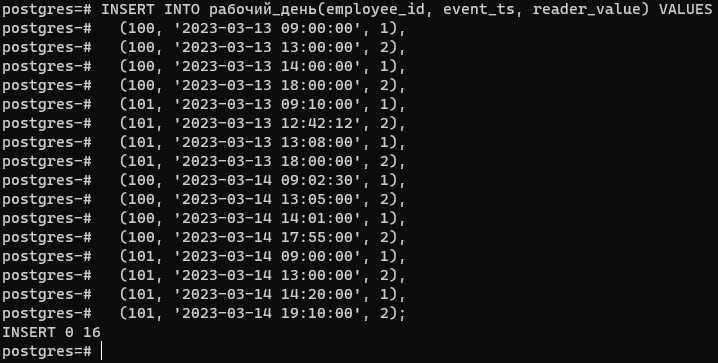 postgres=# INSERT INTO рабочий_день(employee_id, event_ts, reader_value) VALUES
postgres-#   (100, '2023-03-13 09:00:00', 1),
postgres-#   (100, '2023-03-13 13:00:00', 2),
postgres-#   (100, '2023-03-13 14:00:00', 1),
postgres-#   (100, '2023-03-13 18:00:00', 2),
postgres-#   (101, '2023-03-13 09:10:00', 1),
postgres-#   (101, '2023-03-13 12:42:12', 2),
postgres-#   (101, '2023-03-13 13:08:00', 1),
postgres-#   (101, '2023-03-13 18:00:00', 2),
postgres-#   (100, '2023-03-14 09:02:30', 1),
postgres-#   (100, '2023-03-14 13:05:00', 2),
postgres-#   (100, '2023-03-14 14:01:00', 1),
postgres-#   (100, '2023-03-14 17:55:00', 2),
postgres-#   (101, '2023-03-14 09:00:00', 1),
postgres-#   (101, '2023-03-14 13:00:00', 2),
postgres-#   (101, '2023-03-14 14:20:00', 1),
postgres-#   (101, '2023-03-14 19:10:00', 2);
INSERT 0 16
postgres=#